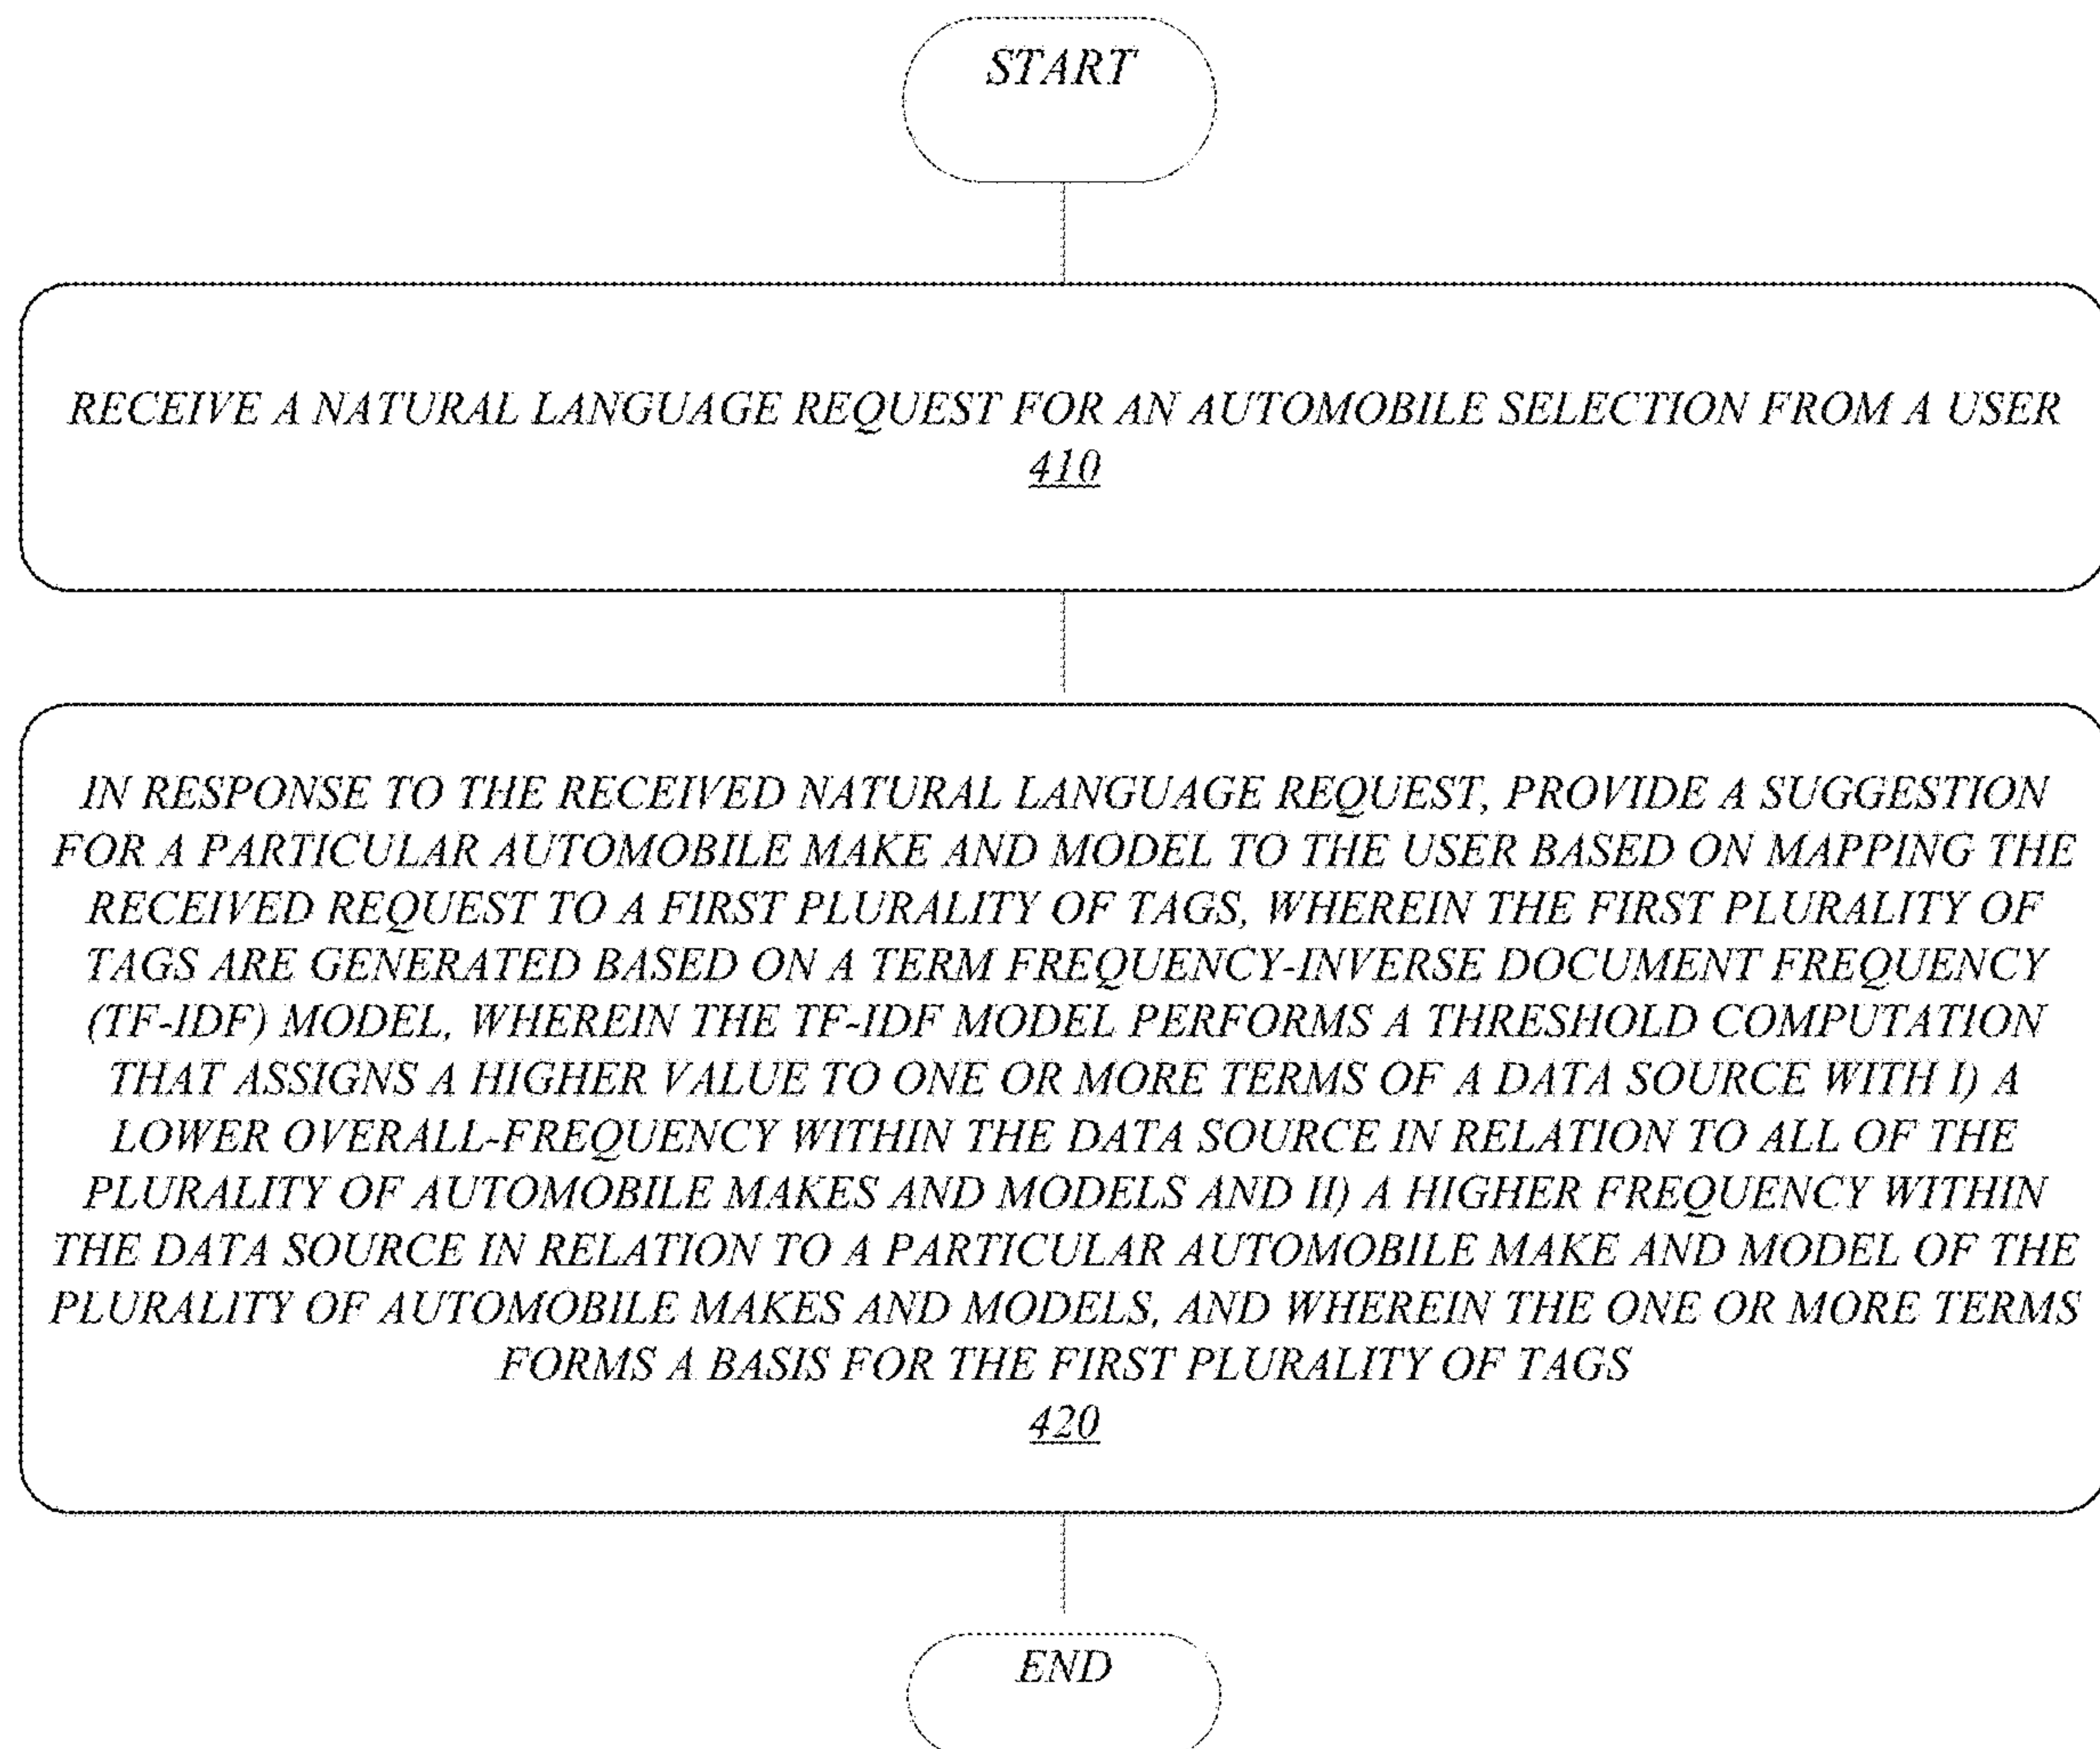 START
RECEIVE A NATURAL LANGUAGE REQUEST FOR AN AUTOMOBILE SELECTION FROM A USER
410
IN RESPONSE TO THE RECEIVED NATURAL LANGUAGE REQUEST, PROVIDE A SUGGESTION
FOR A PARTICULAR AUTOMOBILE MAKE AND MODEL TO THE USER BASED ON MAPPING THE
RECEIVED REQUEST TO A FIRST PLURALITY OF TAGS, WHEREIN THE FIRST PLURALITY OF
TAGS ARE GENERATED BASED ON A TERM FREQUENCY-INVERSE DOCUMENT FREQUENCY
(TF-IDF) MODEL, WHEREIN THE TF-IDF MODEL PERFORMS A THRESHOLD COMPUTATION
THAT ASSIGNS A HIGHER VALUE TO ONE OR MORE TERMS OF A DATA SOURCE WITH I) A
LOWER OVERALL-FREQUENCY WITHIN THE DATA SOURCE IN RELATION TO ALL OF THE
PLURALITY OF AUTOMOBILE MAKES AND MODELS AND II) A HIGHER FREQUENCY WITHIN
THE DATA SOURCE IN RELATION TO A PARTICULAR AUTOMOBILE MAKE AND MODEL OF THE
PLURALITY OF AUTOMOBILE MAKES AND MODELS, AND WHEREIN THE ONE OR MORE TERMS
FORMS A BASIS FOR THE FIRST PLURALITY OF TAGS
420
END